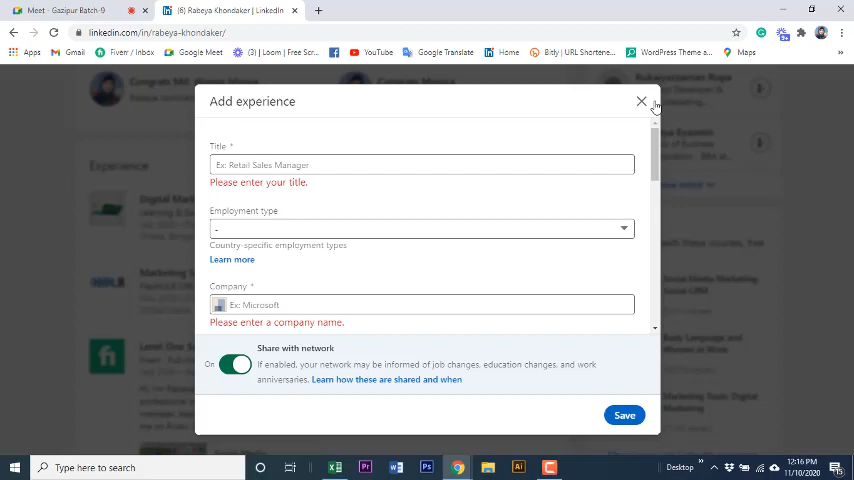 Meet - Gazipur Batch-9
(6) Rabeya Khondaker | LinkedIn
linkedin.com/in/rabeya-khondaker/
Apps Gmail Fiverr / Inbox Google Meet (Loom | Free Scr... YouTube Google Translate Home Bitly | URL Shortene... WordPress Theme a... Maps »
Add experience
Title *
Ex: Retail Sales Manager
Please enter your title.
Employment type
-
Country-specific employment types
Learn more
Company *
Ex: Microsoft
Please enter a company name.
Share with network
On
If enabled, your network may be informed of job changes, education changes, and work
anniversaries. Learn how these are shared and when
Save
Experience
Type here to search
Desktop »
12:16 PM
11/10/2020
15